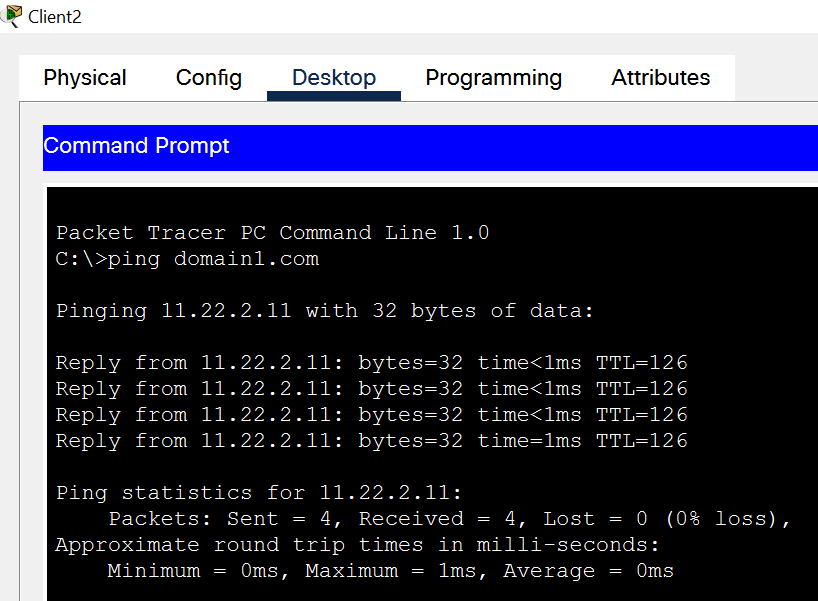 Client2
Physical Config Desktop Programming Attributes
Command Prompt
Packet Tracer PC Command Line 1.0
C:\>ping domain1.com
Pinging 11.22.2.11 with 32 bytes of data:
Reply from 11.22.2.11: bytes=32 time<1ms TTL=126
Reply from 11.22.2.11: bytes=32 time<1ms TTL=126
Reply from 11.22.2.11: bytes=32 time<1ms TTL=126
Reply from 11.22.2.11: bytes=32 time=1ms TTL=126
Ping statistics for 11.22.2.11:
Packets: Sent = 4, Received = 4, Lost = 0 (0% loss),
Approximate round trip times in milli-seconds:
Minimum = 0ms, Maximum = 1ms, Average = 0ms